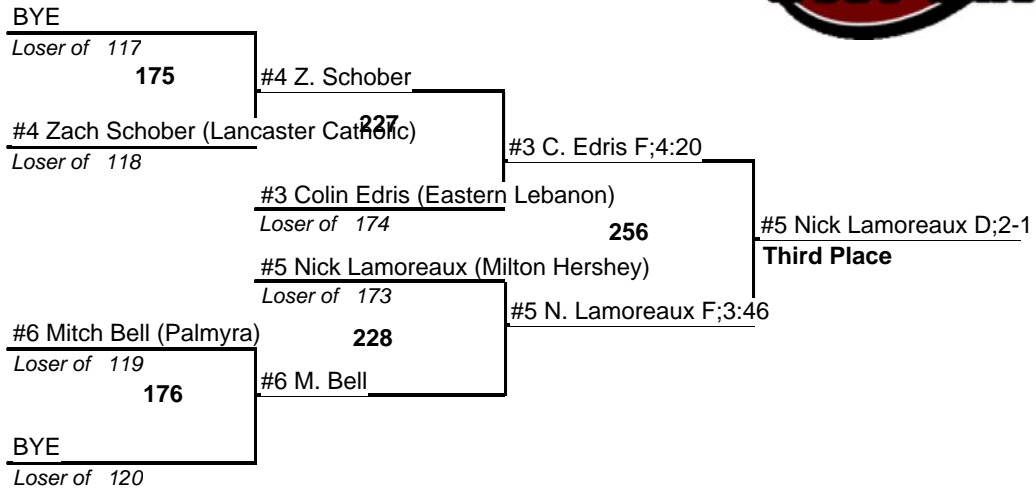 BYE
Loser of 117
175
#4 Z. Schober
#4 Zach Schober (Lancaster Catholic)
227
Loser of 118
#3 C. Edris F;4:20
#3 Colin Edris (Eastern Lebanon)
Loser of 174
256
#5 Nick Lamoreaux D;2-1
Third Place
#5 Nick Lamoreaux (Milton Hershey)
Loser of 173
#5 N. Lamoreaux F;3:46
#6 Mitch Bell (Palmyra)
228
Loser of 119
#6 M. Bell
176
BYE
Loser of 120